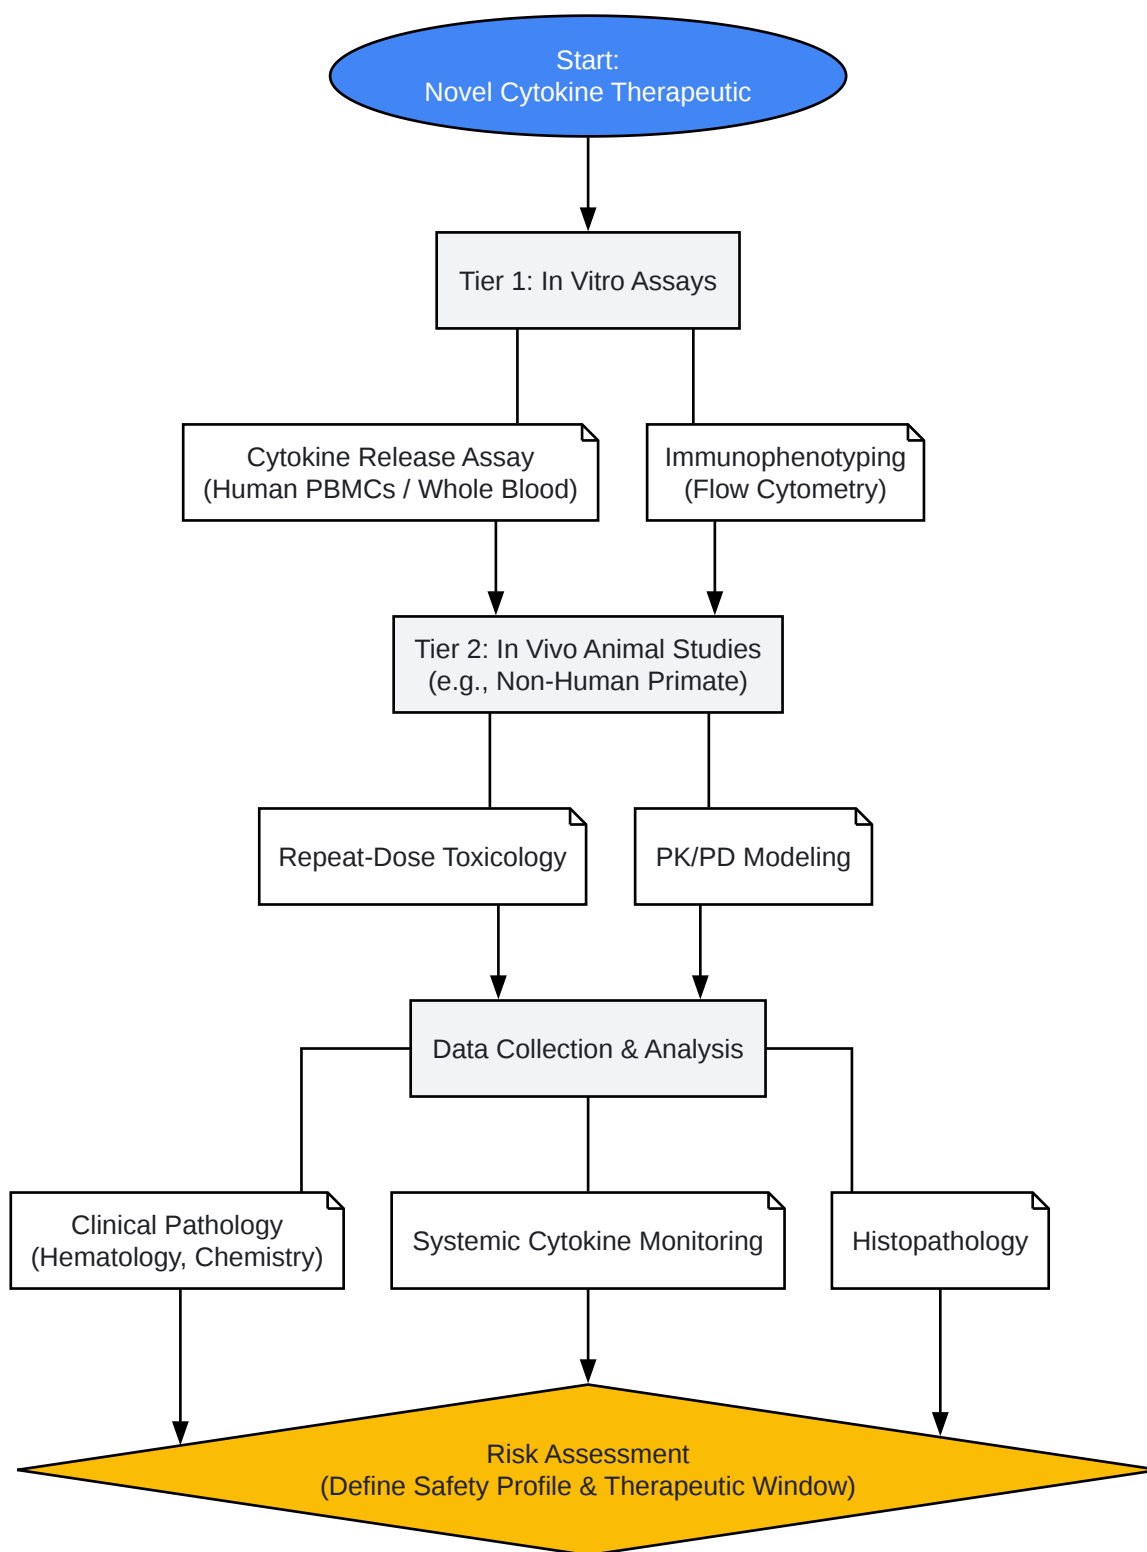 Start:
Novel Cytokine Therapeutic
Tier 1: In Vitro Assays
Cytokine Release Assay
(Human PBMCs / Whole Blood)
Immunophenotyping
(Flow Cytometry)
Tier 2: In Vivo Animal Studies
(e.g., Non-Human Primate)
Repeat-Dose Toxicology
PK/PD Modeling
Data Collection & Analysis
Clinical Pathology
(Hematology, Chemistry)
Systemic Cytokine Monitoring
Histopathology
Risk Assessment
(Define Safety Profile & Therapeutic Window)